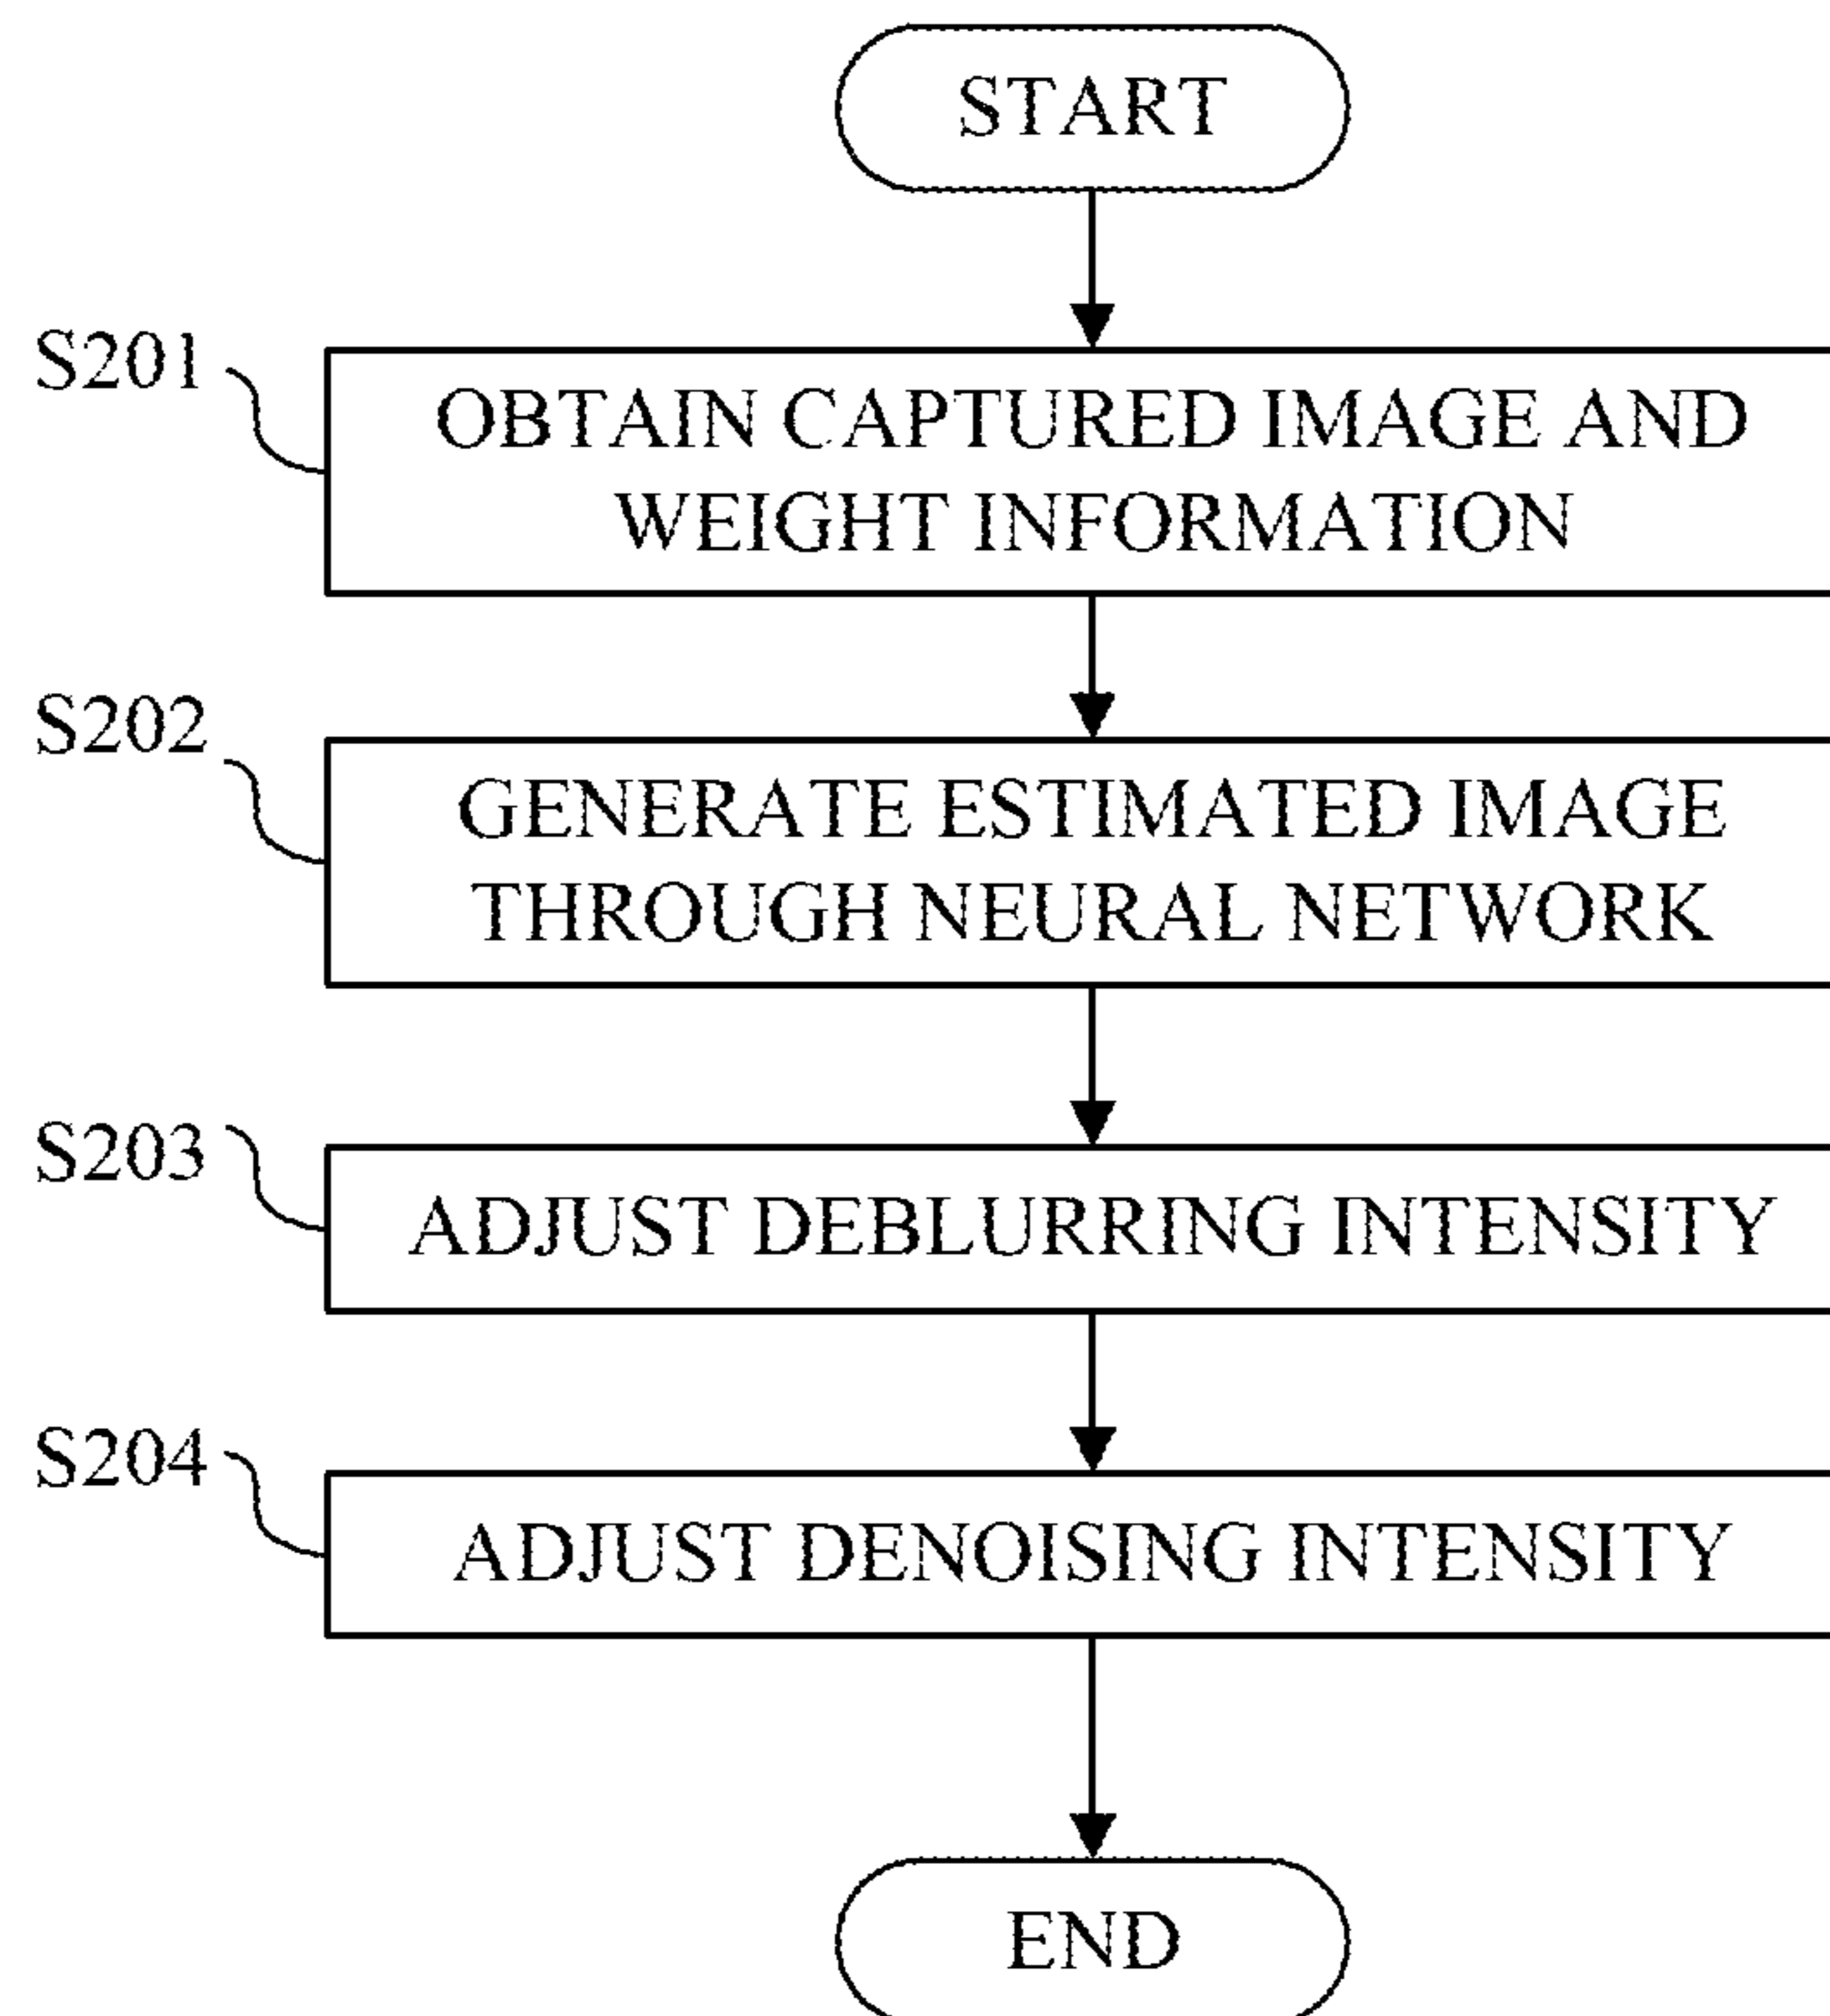 START
S201
OBTAIN CAPTURED IMAGE AND
WEIGHT INFORMATION
S202
GENERATE ESTIMATED IMAGE
THROUGH NEURAL NETWORK
S203
ADJUST DEBLURRING INTENSITY
S204
ADJUST DENOISING INTENSITY
END